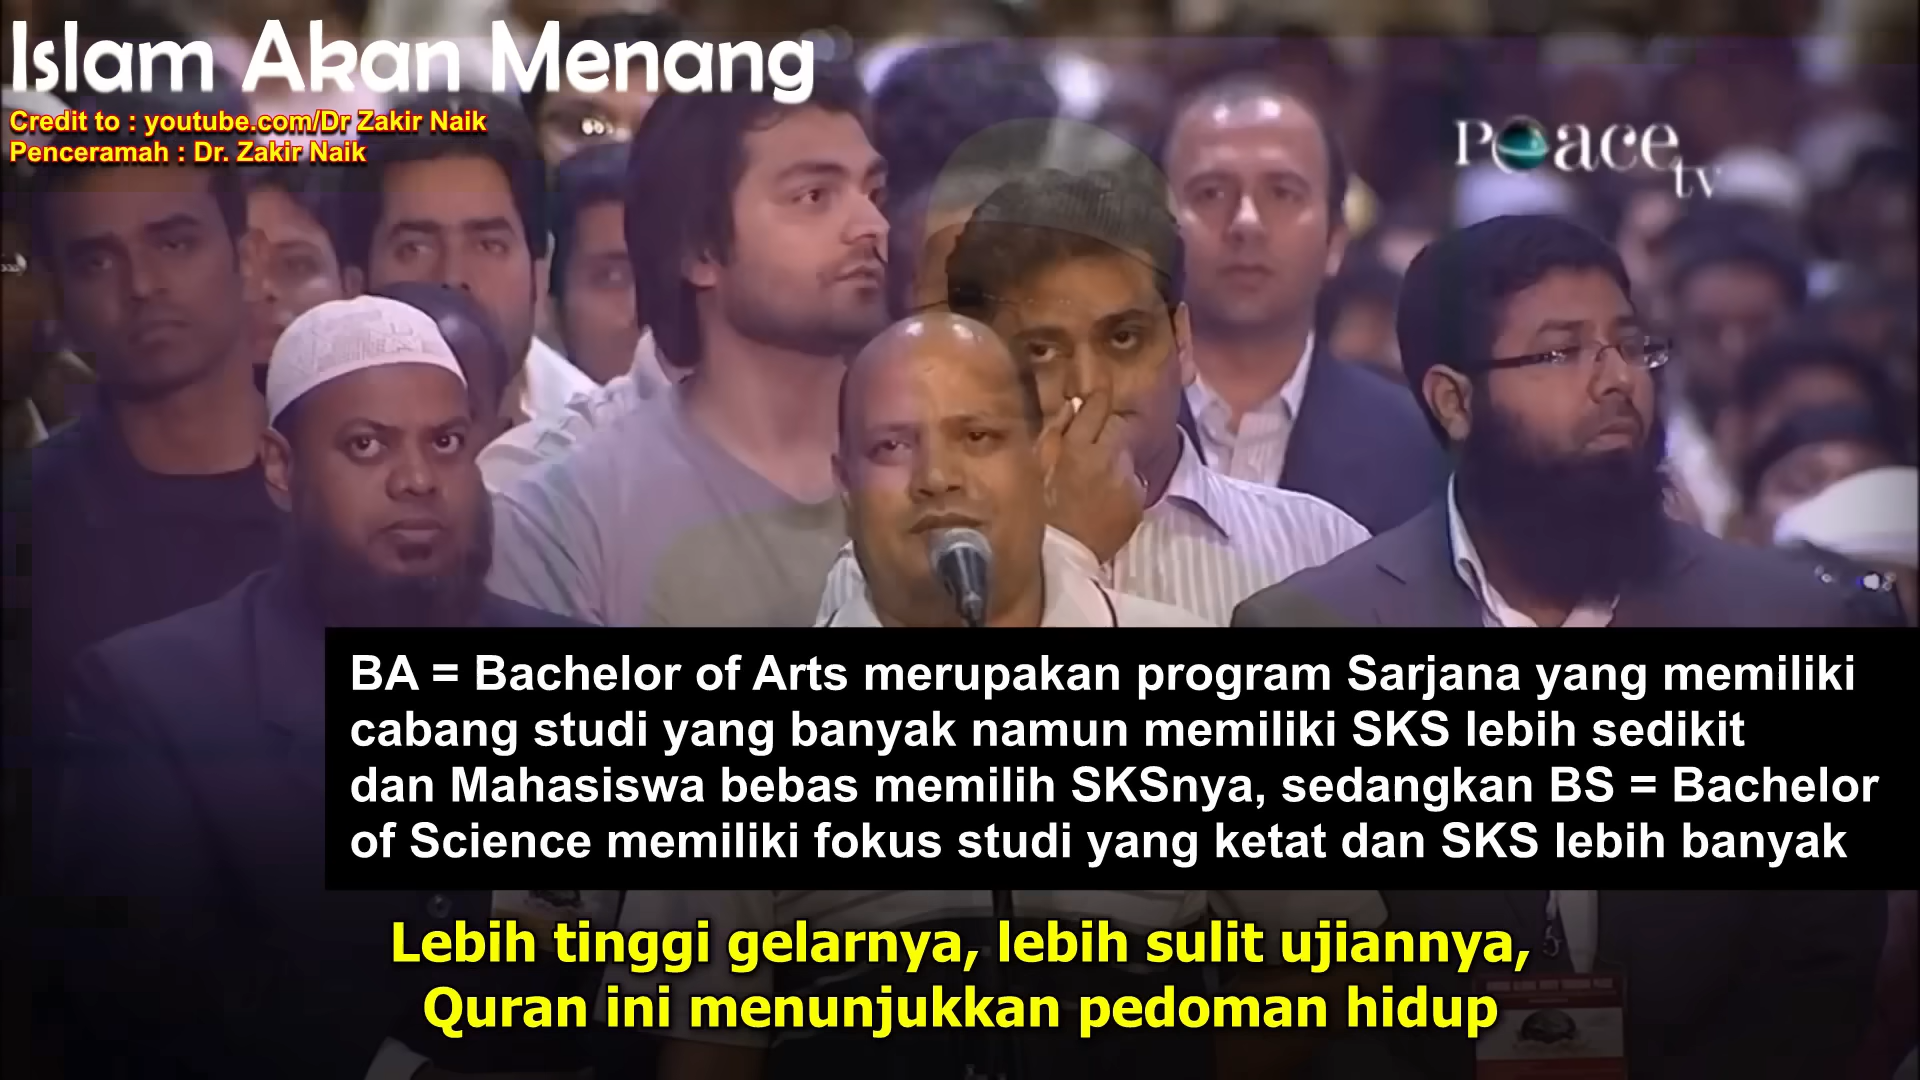 Islam Akan Menang
Credit to : youtube.com/Dr Zakir Naik
Penceramah : Dr. Zakir Naik
Peace tv
BA = Bachelor of Arts merupakan program Sarjana yang memiliki
cabang studi yang banyak namun memiliki SKS lebih sedikit
dan Mahasiswa bebas memilih SKSnya, sedangkan BS = Bachelor
of Science memiliki fokus studi yang ketat dan SKS lebih banyak
Lebih tinggi gelarnya, lebih sulit ujiannya,
Quran ini menunjukkan pedoman hidup